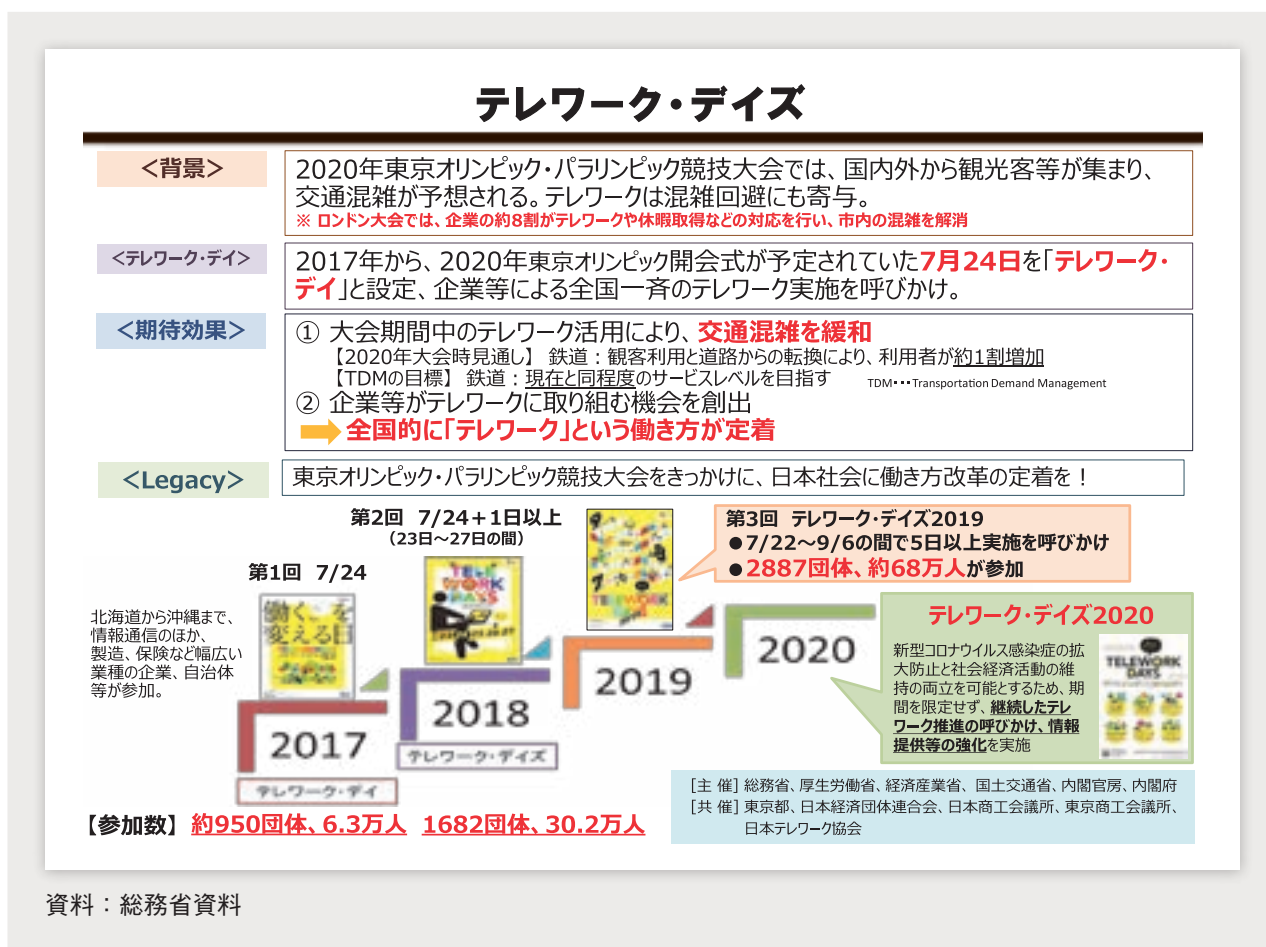 テレワーク・デイズ
＜背景＞
2020年東京オリンピック・パラリンピック競技大会では、国内外から観光客等が集まり、
交通混雑が予想される。テレワークは混雑回避にも寄与。
※ ロンドン大会では、企業の約8割がテレワークや休暇取得などの対応を行い、市内の混雑を解消
＜テレワーク・デイ＞
2017年から、2020年東京オリンピック開会式が予定されていた7月24日を「テレワーク・
デイ」と設定、企業等による全国一斉のテレワーク実施を呼びかけ。
＜期待効果＞
① 大会期間中のテレワーク活用により、交通混雑を緩和
【2020年大会時見通し】 鉄道：観客利用と道路からの転換により、利用者が約1割増加
【TDMの目標】 鉄道：現在と同程度のサービスレベルを目指す TDM・・・Transportation Demand Management
② 企業等がテレワークに取り組む機会を創出
全国的に「テレワーク」という働き方が定着
＜Legacy＞
東京オリンピック・パラリンピック競技大会をきっかけに、日本社会に働き方改革の定着を！
第1回 7/24
北海道から沖縄まで、
情報通信のほか、
製造、保険など幅広い
業種の企業、自治体
等が参加。
働く、を
変える日
2017
テレワーク・デイ
第2回 7/24＋1日以上
（23日～27日の間）
TELE
WORK
DAYS
2018
テレワーク・デイズ
第3回 テレワーク・デイズ2019
●7/22～9/6の間で5日以上実施を呼びかけ
●2887団体、約68万人が参加
TELEWORK
2019
2020
テレワーク・デイズ2020
新型コロナウイルス感染症の拡
大防止と社会経済活動の維
持の両立を可能とするため、期
間を限定せず、継続したテレ
ワーク推進の呼びかけ、情報
提供等の強化を実施
TELEWORK
DAYS
【参加数】 約950団体、6.3万人 1682団体、30.2万人
[主 催] 総務省、厚生労働省、経済産業省、国土交通省、内閣官房、内閣府
[共 催] 東京都、日本経済団体連合会、日本商工会議所、東京商工会議所、
日本テレワーク協会
資料：総務省資料